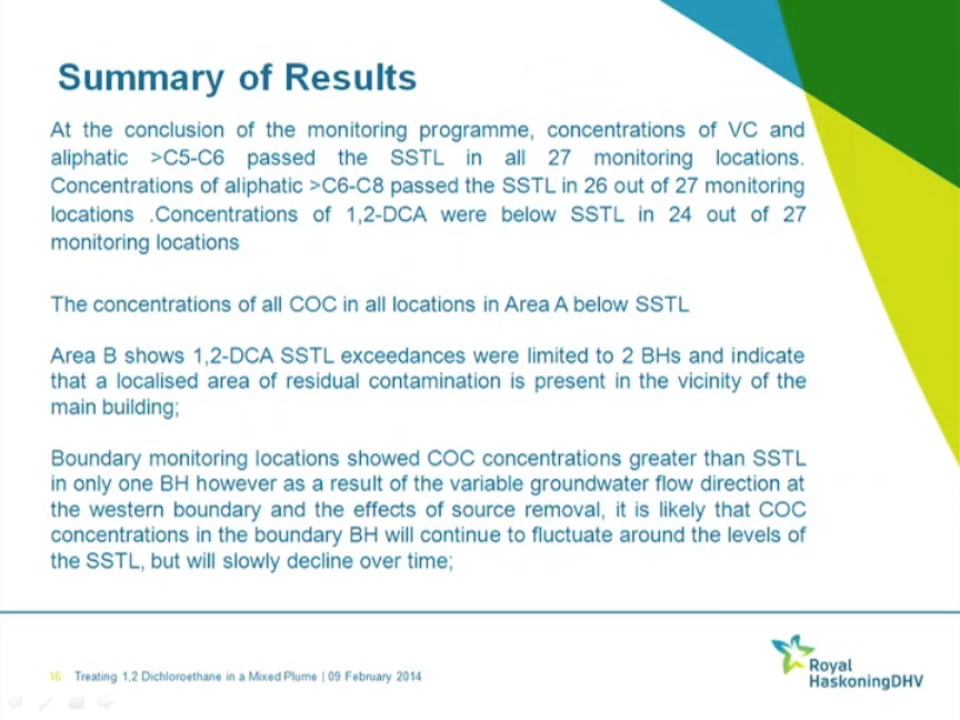 Summary of Results
At the conclusion of the monitoring programme, concentrations of VC and
aliphatic >C5-C6 passed the SSTL in all 27 monitoring locations.
Concentrations of aliphatic >C6-C8 passed the SSTL in 26 out of 27 monitoring
locations .Concentrations of 1,2-DCA were below SSTL in 24 out of 27
monitoring locations
The concentrations of all COC in all locations in Area A below SSTL
Area B shows 1,2-DCA SSTL exceedances were limited to 2 BHs and indicate
that a localised area of residual contamination is present in the vicinity of the
main building;
Boundary monitoring locations showed COC concentrations greater than SSTL
in only one BH however as a result of the variable groundwater flow direction at
the western boundary and the effects of source removal, it is likely that COC
concentrations in the boundary BH will continue to fluctuate around the levels of
the SSTL, but will slowly decline over time;
16 Treating 1,2 Dichloroethane in a Mixed Plume | 09 February 2014
Royal
HaskoningDHV